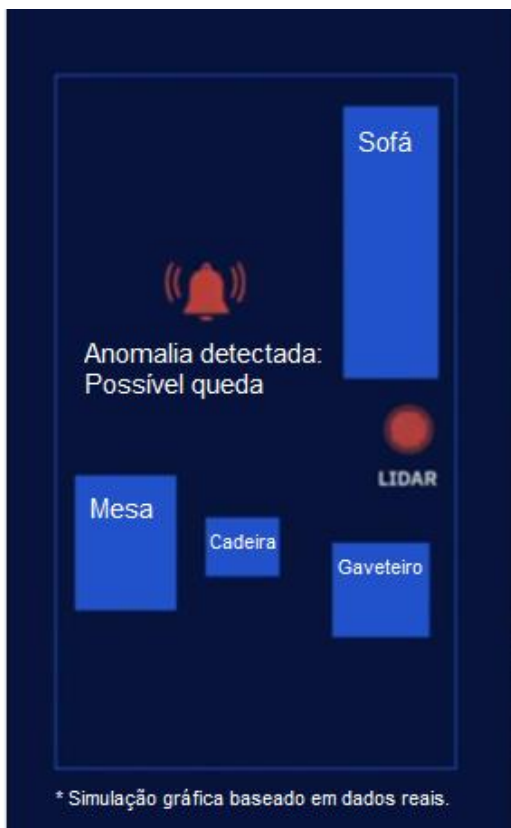 Sofá
Anomalia detectada:
Possível queda
LIDAR
Mesa
Cadeira
Gaveteiro
* Simulação gráfica baseado em dados reais.